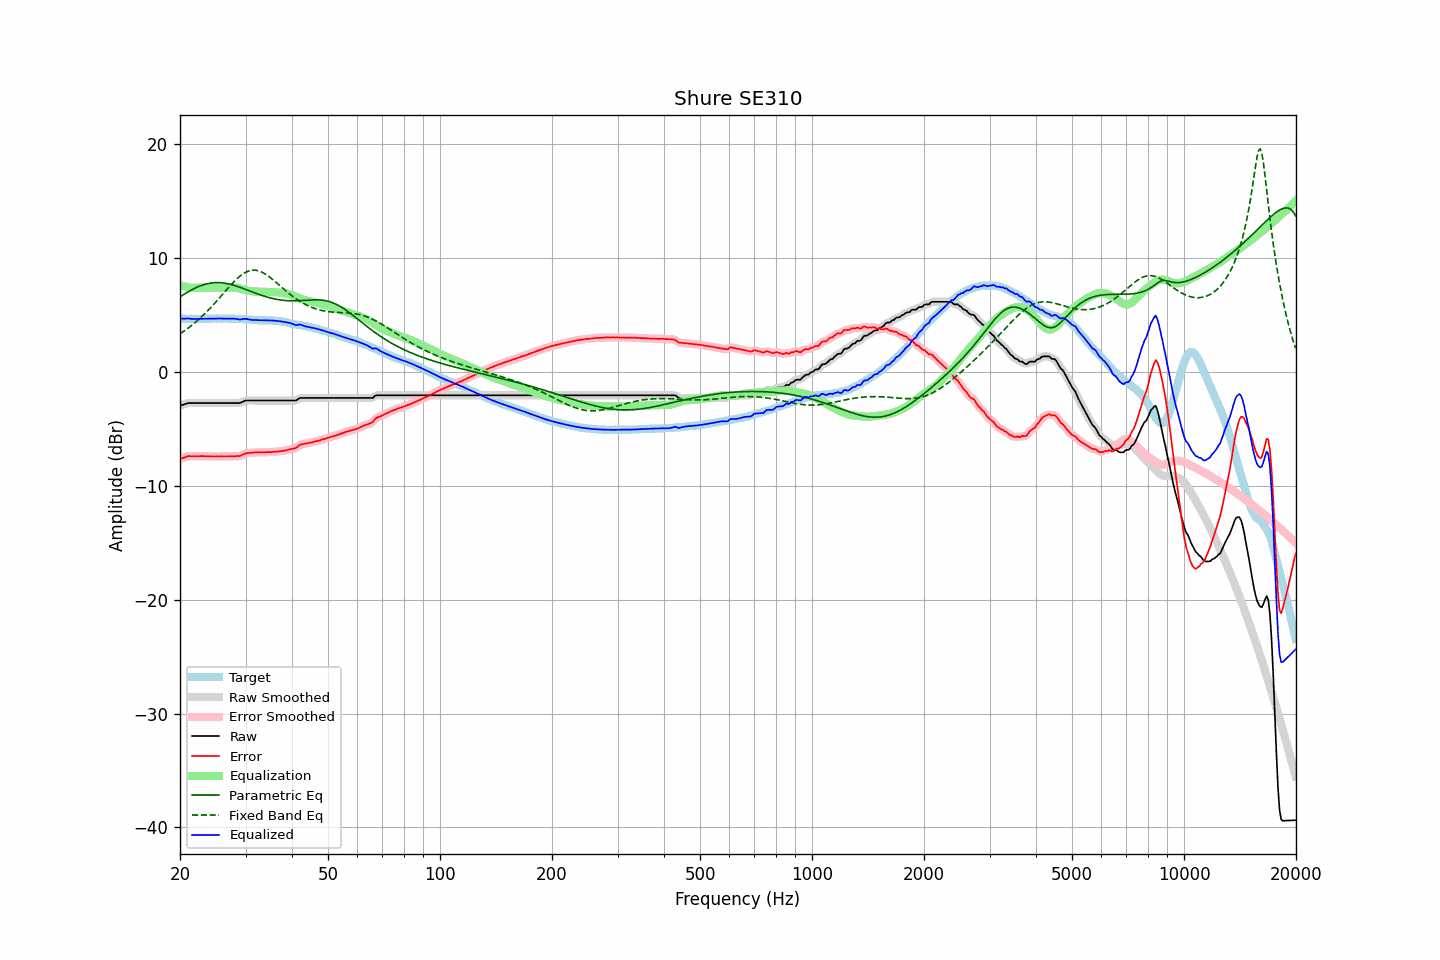 Shure SE310
Amplitude (dBr)
20
10
0
−10
−20
−30
−40
Target
Raw Smoothed
Error Smoothed
Raw
Error
Equalization
Parametric Eq
Fixed Band Eq
Equalized
20 50 100 200 500 1000 2000 5000 10000 20000
Frequency (Hz)